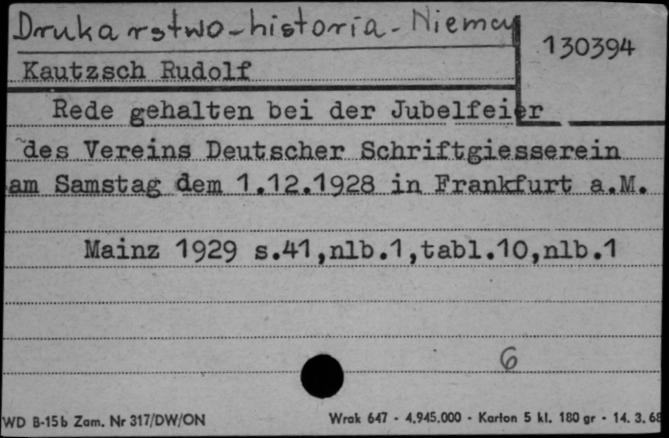 Drukarstwo-historia-Niemcy
130394
Kautzsch Rudolf
Rede gehalten bei der Jubelfeier
des Vereins Deutscher Schriftgiesserein
am Samstag dem 1.12.1928 in Frankfurt a.M.
Mainz 1929 s.41,nlb.1,tabl.10,nlb.1
6
WD B-15b Zam. Nr 317/DW/ON
Wrak 647 - 4.945.000 - Karton 5 kl. 180 gr - 14. 3. 68